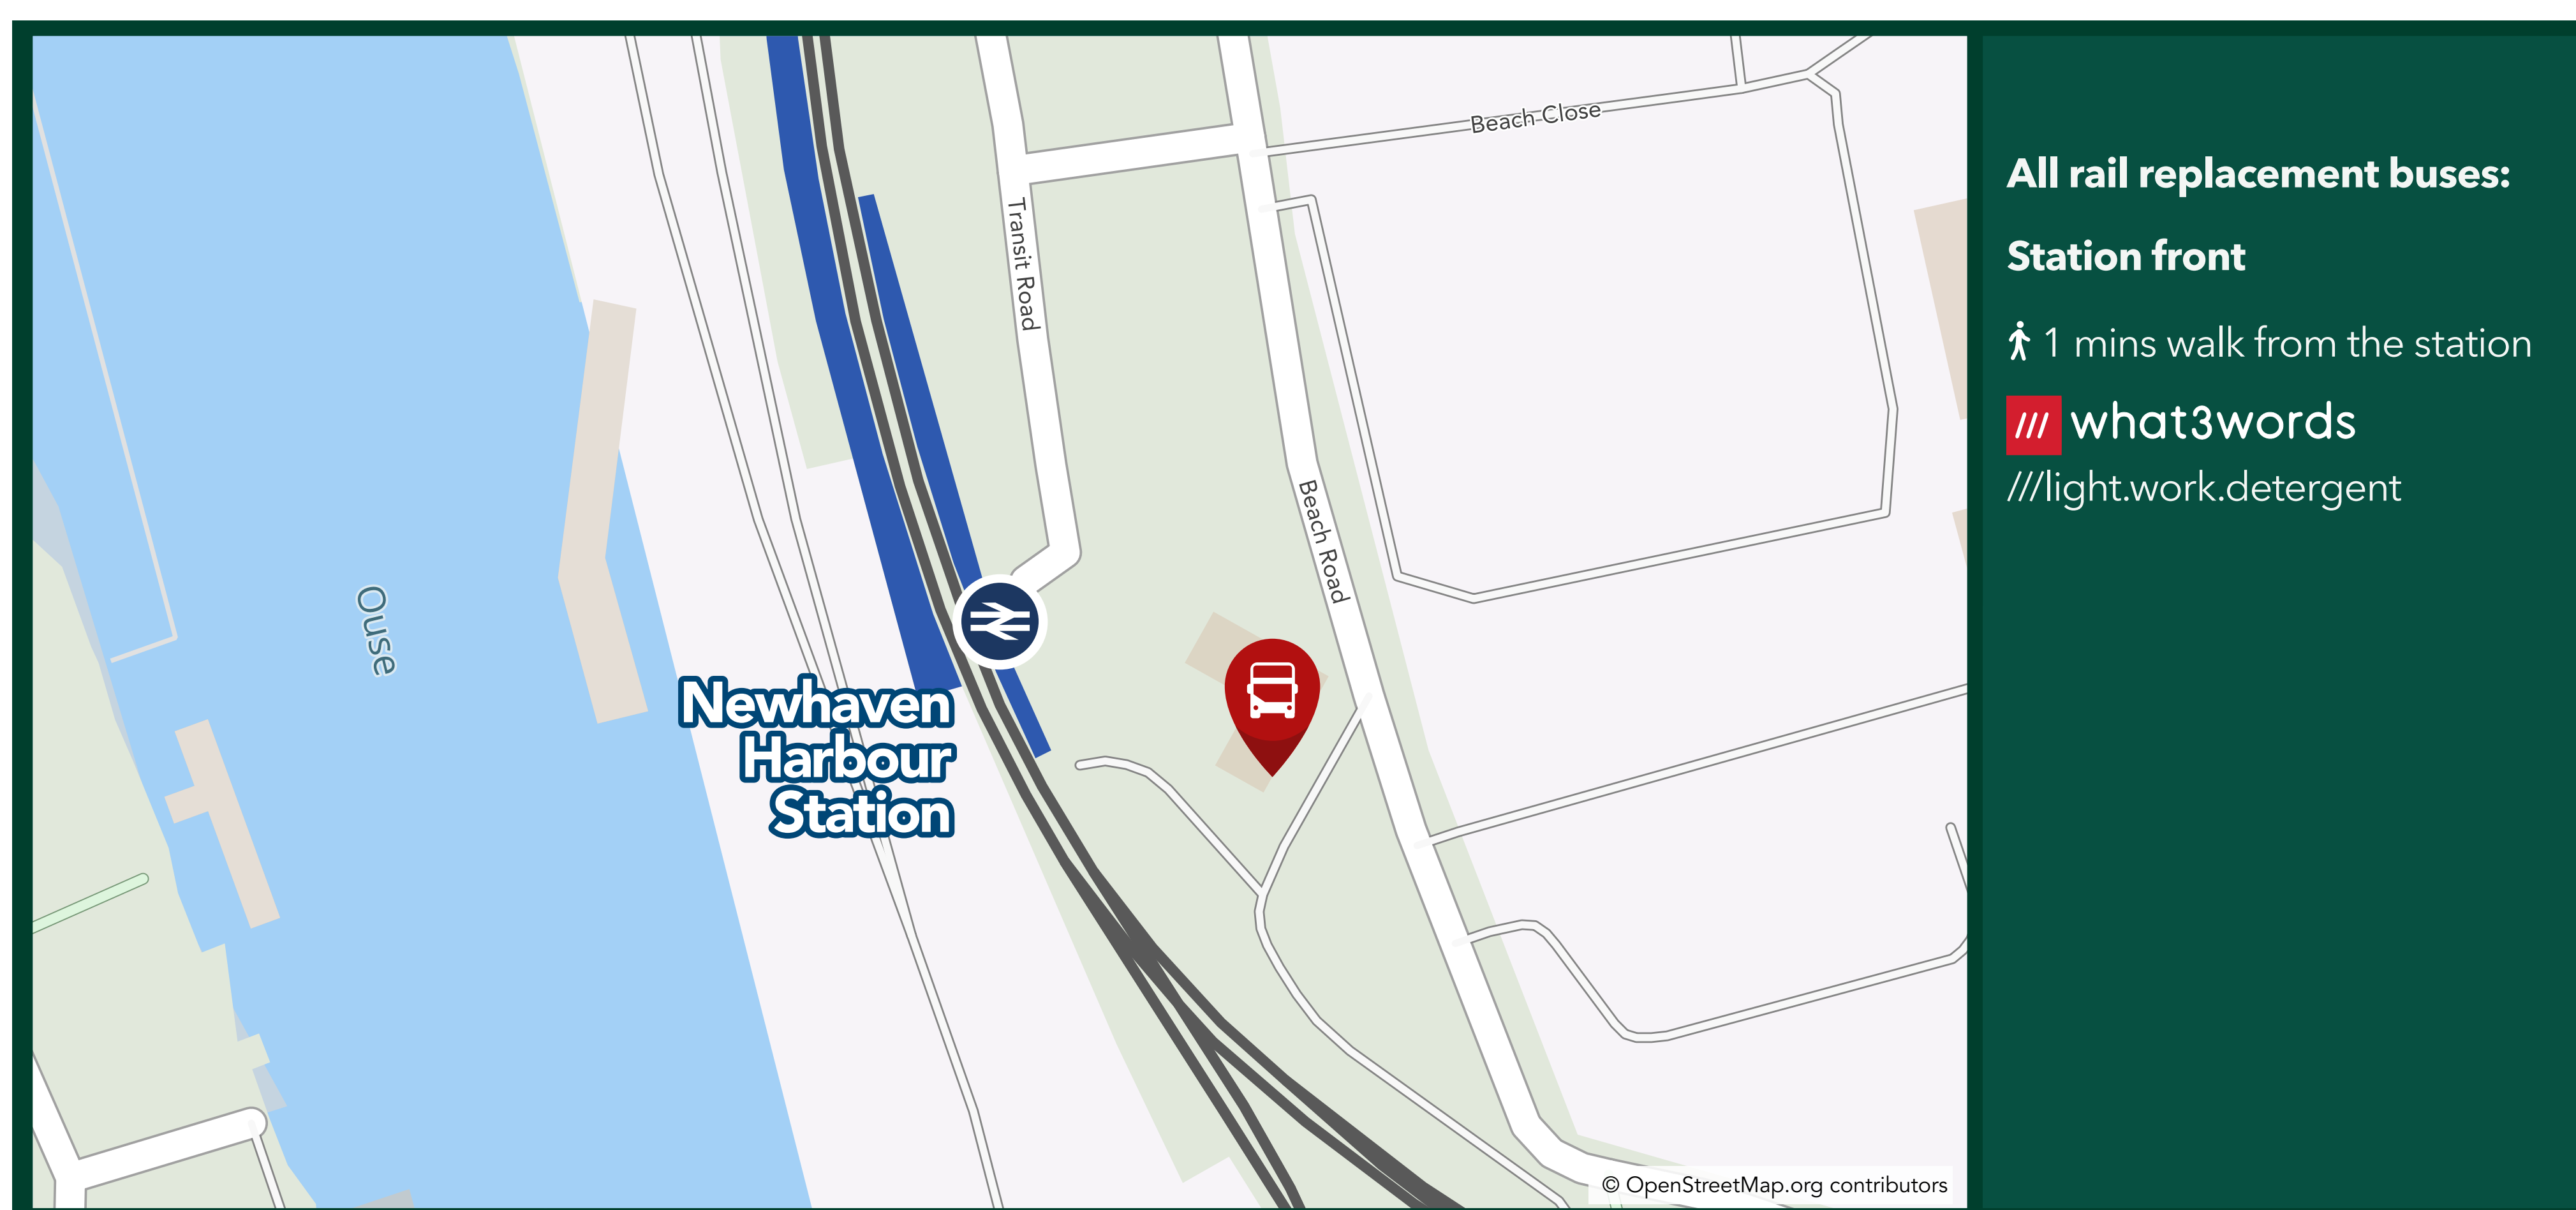 Beach Close
Transit Road
Beach Road
Ouse
Newhaven
Harbour
Station
© OpenStreetMap.org contributors
All rail replacement buses:
Station front
1 mins walk from the station
/// what3words
///light.work.detergent